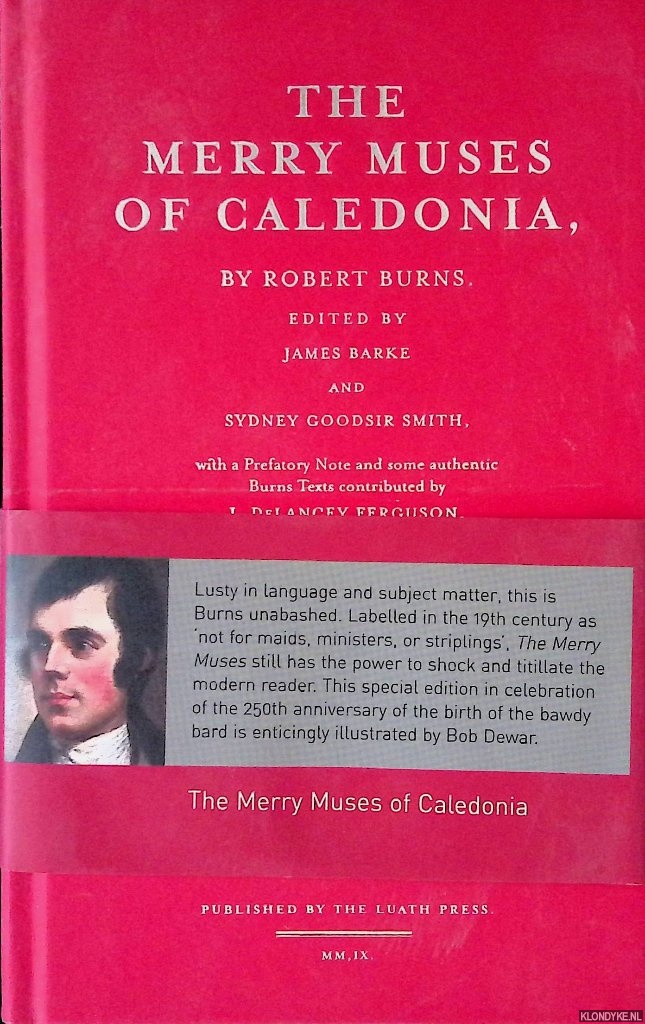 THE
MERRY MUSES
OF CALEDONIA,
BY ROBERT BURNS.
EDITED BY
JAMES BARKE
AND
SYDNEY GOODSIR SMITH,
with a Prefatory Note and some authentic
Burns Texts contributed by
J. DeLANCEY FERGUSON.
Lusty in language and subject matter, this is
Burns unabashed. Labelled in the 19th century as
'not for maids, ministers, or striplings', The Merry
Muses still has the power to shock and titillate the
modern reader. This special edition in celebration
of the 250th anniversary of the birth of the bawdy
bard is enticingly illustrated by Bob Dewar.
The Merry Muses of Caledonia
PUBLISHED BY THE LUATH PRESS.
MM,IX.
KLONDYKE.NL